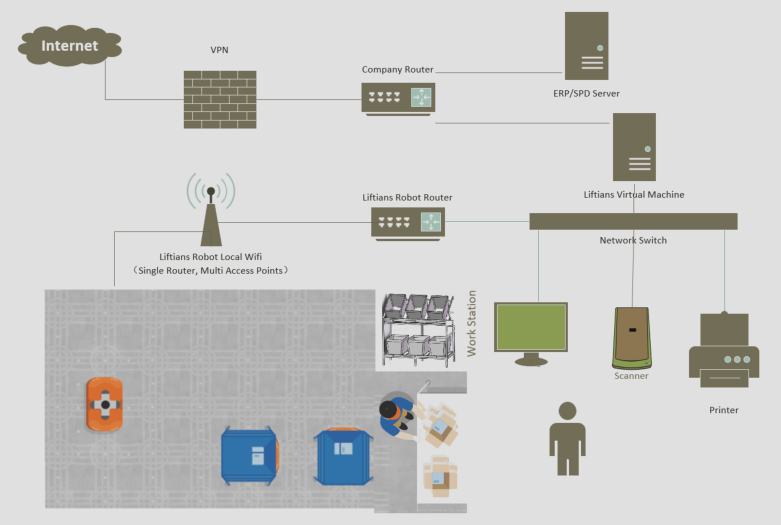 Internet
VPN
Company Router
ERP/SPD Server
Liftians Virtual Machine
Liftians Robot Router
Network Switch
Liftians Robot Local Wifi
（Single Router, Multi Access Points）
Work Station
Scanner
Printer